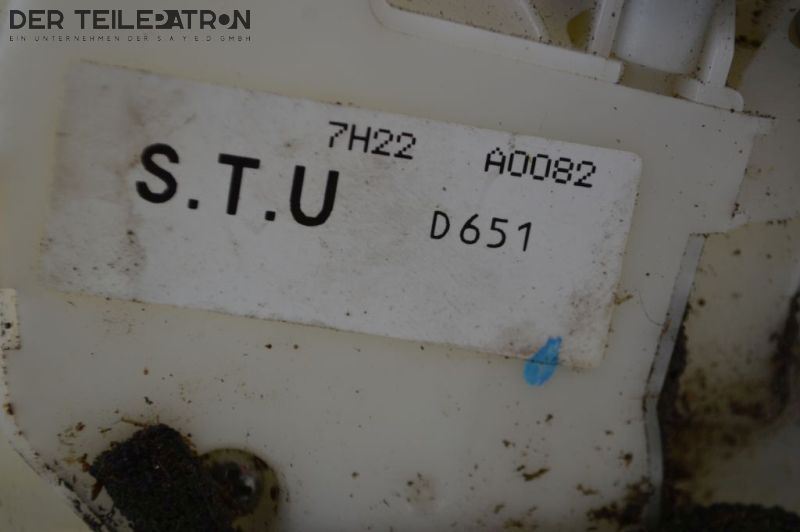 DER TEILEPATRON
EIN UNTERNEHMEN DER S A Y E D GMBH
7H22 A0082
S.T.U D651